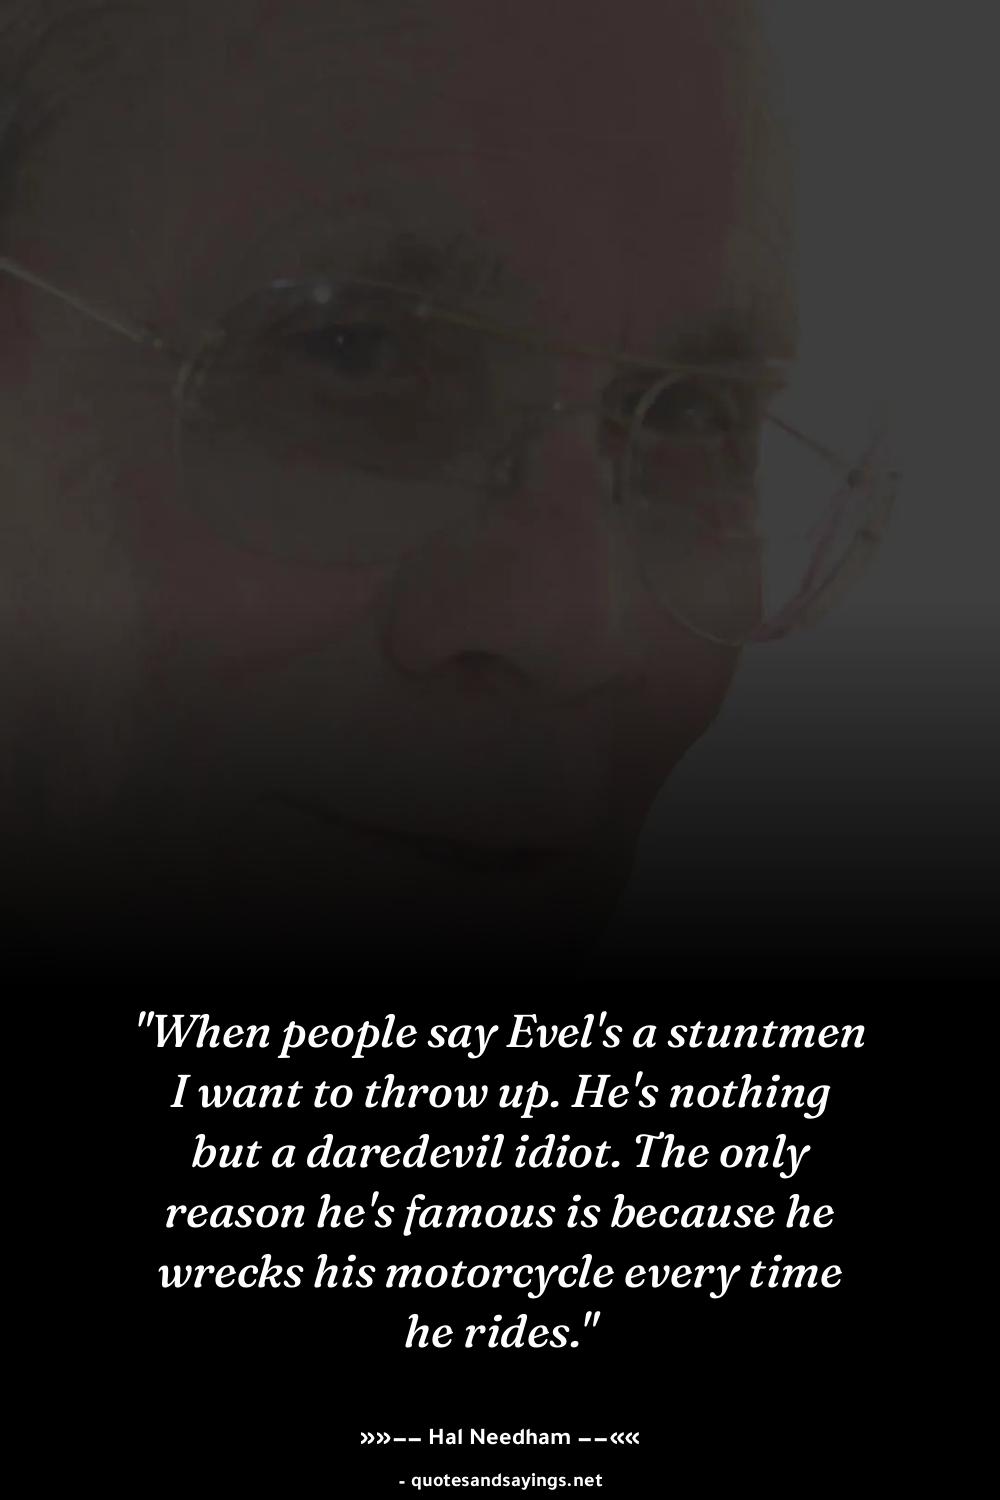 "When people say Evel's a stuntmen
I want to throw up. He's nothing
but a daredevil idiot. The only
reason he's famous is because he
wrecks his motorcycle every time
he rides."
»»−− Hal Needham −−««
- quotesandsayings.net